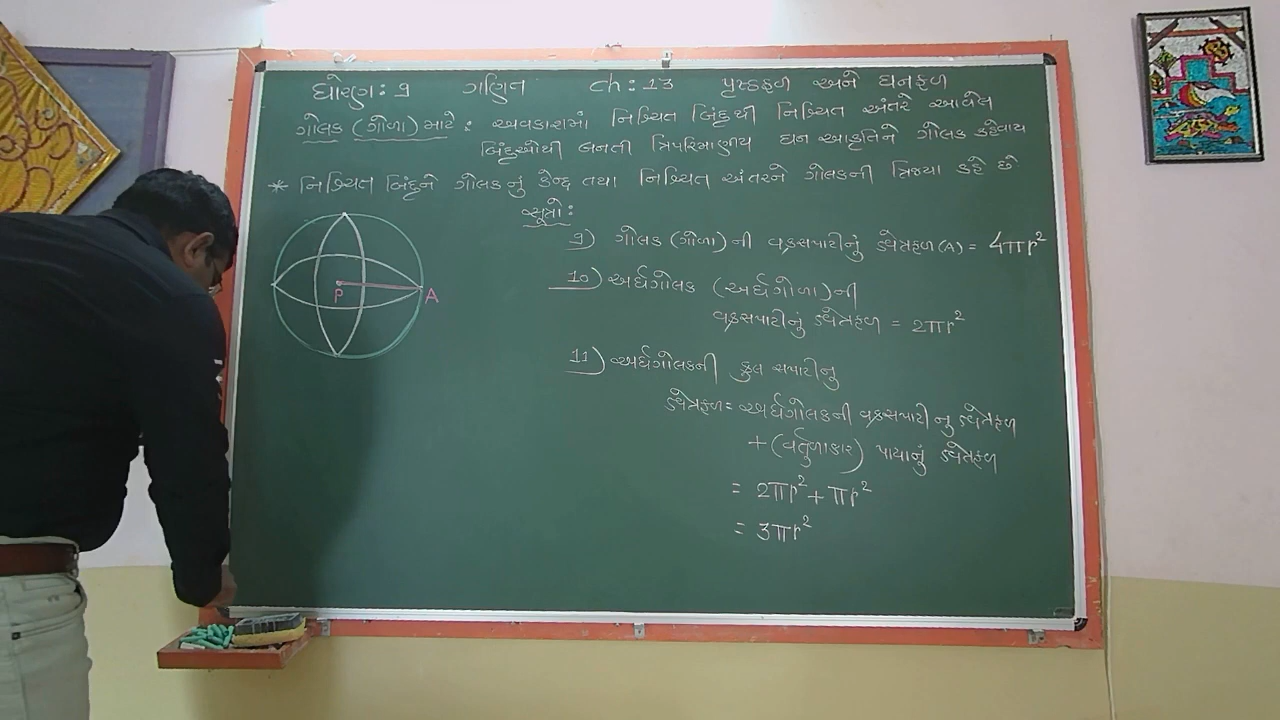 ધોરણ: ૯ ગણિત ch: 13 પૃષ્ઠફળ અને ઘનફળ
ગોલક (ગોળા) માટે: અવકાશમાં નિશ્ચિત બિંદુથી નિશ્ચિત અંતરે આવેલ
બિંદુઓથી બનતી ત્રિપરિમાણીય ઘન આકૃતિને ગોલક કહેવાય
* નિશ્ચિત બિંદુને ગોલકનું કેન્દ્ર તથા નિશ્ચિત અંતરને ગોલકની ત્રિજ્યા કહે છે
સૂત્રો:
9) ગોલક (ગોળા)ની વક્રસપાટીનું ક્ષેત્રફળ (A) = 4πr²
10) અર્ધગોલક (અર્ધગોળા)ની
વક્રસપાટીનું ક્ષેત્રફળ = 2πr²
11) અર્ધગોલકની કુલ સપાટીનુ
ક્ષેત્રફળ = અર્ધગોલકની વક્રસપાટી નુ ક્ષેત્રફળ
+ (વર્તુળાકાર) પાયાનું ક્ષેત્રફળ
= 2πr² + πr²
= 3πr²
P A